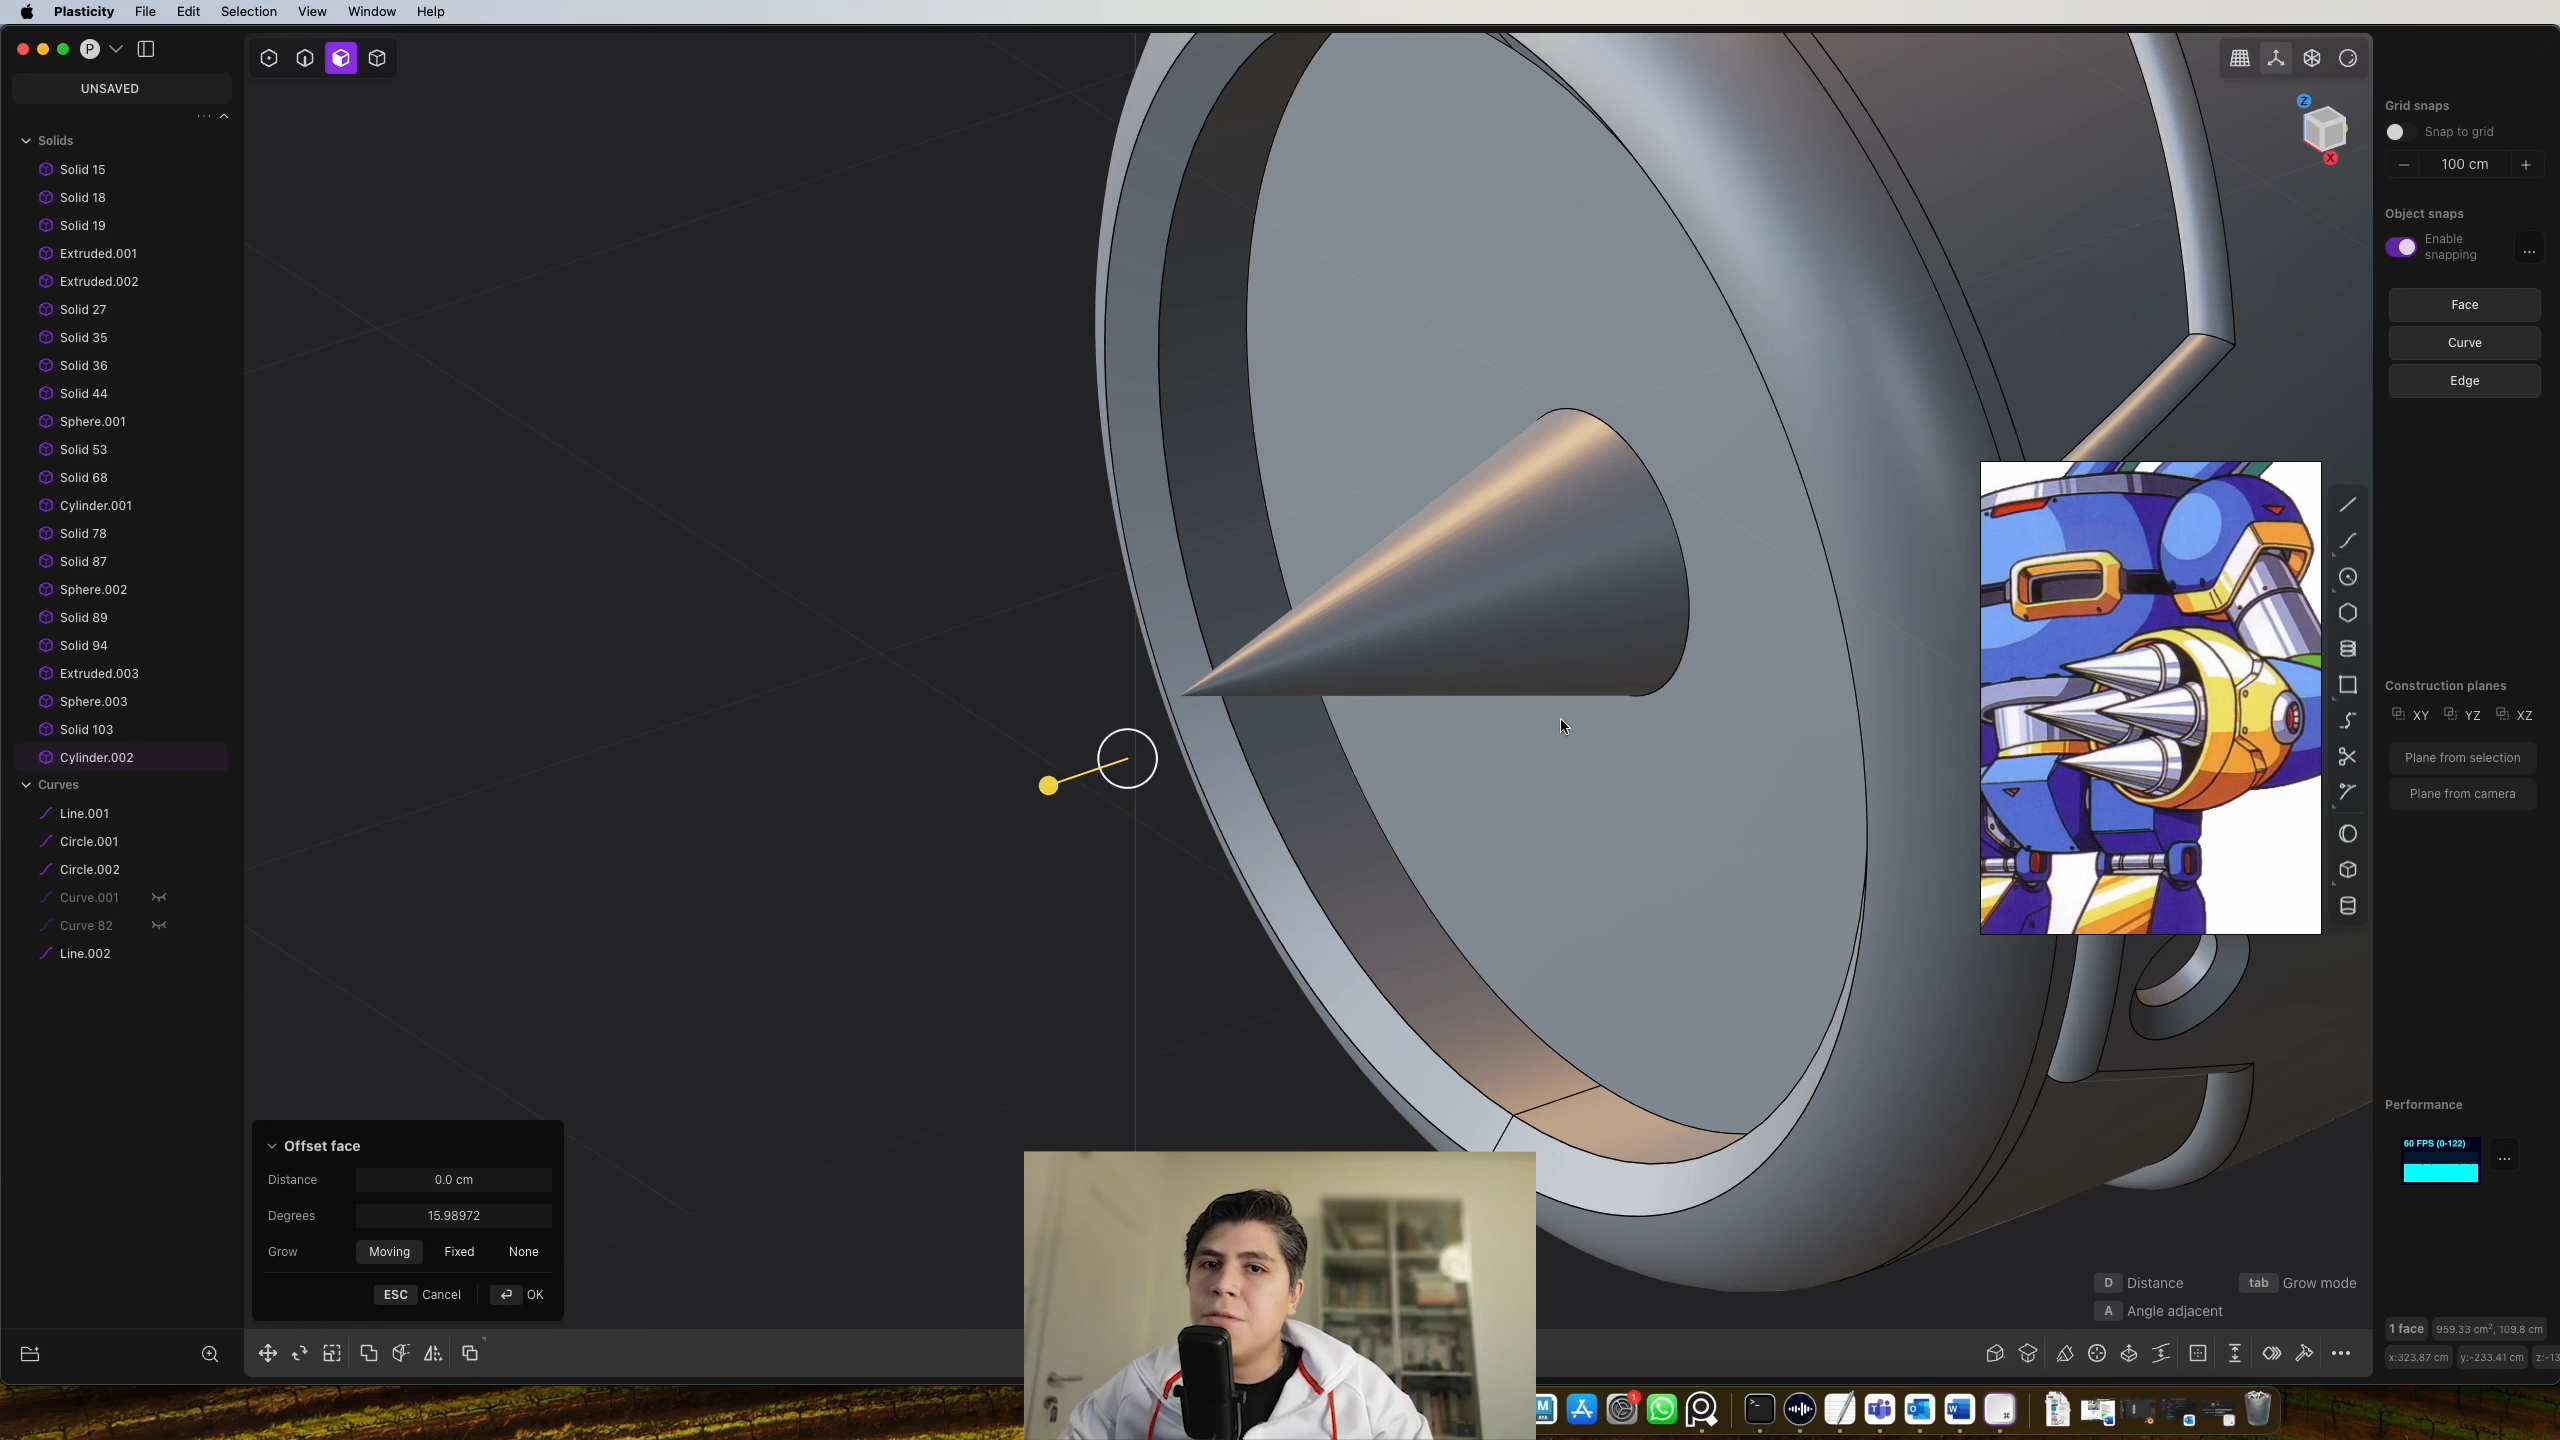 Plasticity File Edit Selection View Window Help
P
UNSAVED
...
Solids
Solid 15
Solid 18
Solid 19
Extruded.001
Extruded.002
Solid 27
Solid 35
Solid 36
Solid 44
Sphere.001
Solid 53
Solid 68
Cylinder.001
Solid 78
Solid 87
Sphere.002
Solid 89
Solid 94
Extruded.003
Sphere.003
Solid 103
Cylinder.002
Curves
Line.001
Circle.001
Circle.002
Curve.001
Curve 82
Line.002
Offset face
Distance 0.0 cm
Degrees 15.98972
Grow Moving Fixed None
ESC Cancel OK
Z
X
Grid snaps
Snap to grid
100 cm
Object snaps
Enable
snapping
...
Face
Curve
Edge
Construction planes
XY YZ XZ
Plane from selection
Plane from camera
Performance
60 FPS (0-122)
...
D Distance tab Grow mode
A Angle adjacent
1 face 959.33 cm², 109.8 cm
x:323.87 cm y:-233.41 cm z:-13
1